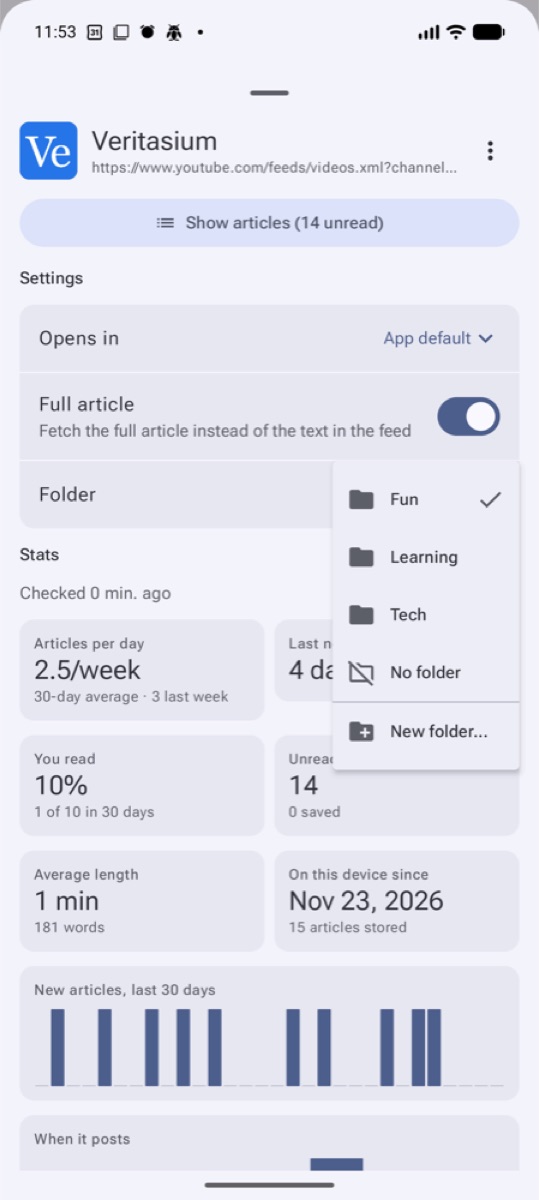 11:53
31
Ve
Veritasium
https://www.youtube.com/feeds/videos.xml?channel...
Show articles (14 unread)
Settings
Opens in
App default
Full article
Fetch the full article instead of the text in the feed
Folder
Fun
Learning
Tech
No folder
New folder...
Stats
Checked 0 min. ago
Articles per day
2.5/week
30-day average · 3 last week
Last n
4 da
You read
10%
1 of 10 in 30 days
Unread
14
0 saved
Average length
1 min
181 words
On this device since
Nov 23, 2026
15 articles stored
New articles, last 30 days
When it posts